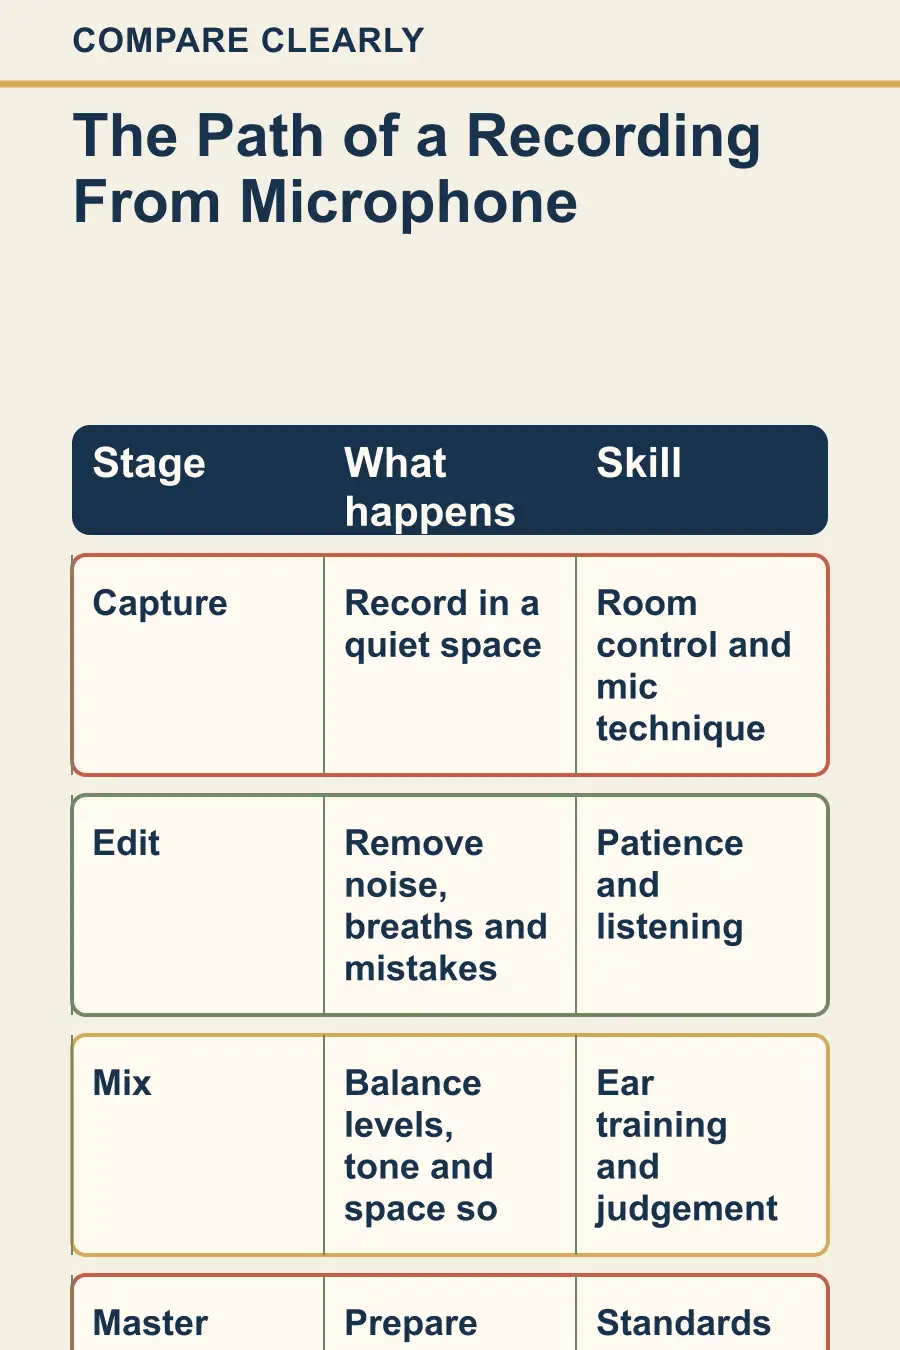 COMPARE CLEARLY
The Path of a Recording
From Microphone
Stage
What
happens
Skill
Capture
Record in a
quiet space
Room
control and
mic
technique
Edit
Remove
noise,
breaths and
mistakes
Patience
and
listening
Mix
Balance
levels,
tone and
space so
Ear
training
and
judgement
Master
Prepare
Standards